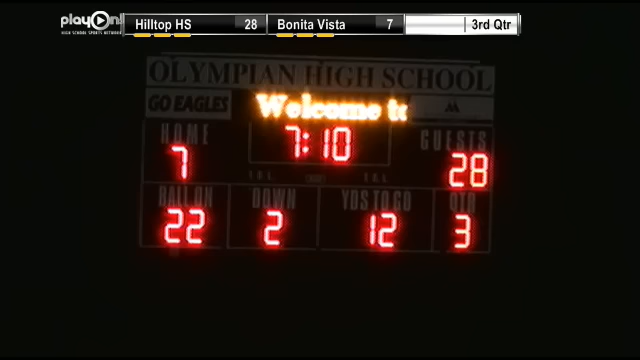 playOn!
HIGH SCHOOL SPORTS NETWORK
Hilltop HS 28 Bonita Vista 7 3rd Qtr
OLYMPIAN HIGH SCHOOL
GO EAGLES
Welcome to
HOME 7:10 GUESTS
7 28
BALL ON DOWN YDS TO GO QTR
22 2 12 3